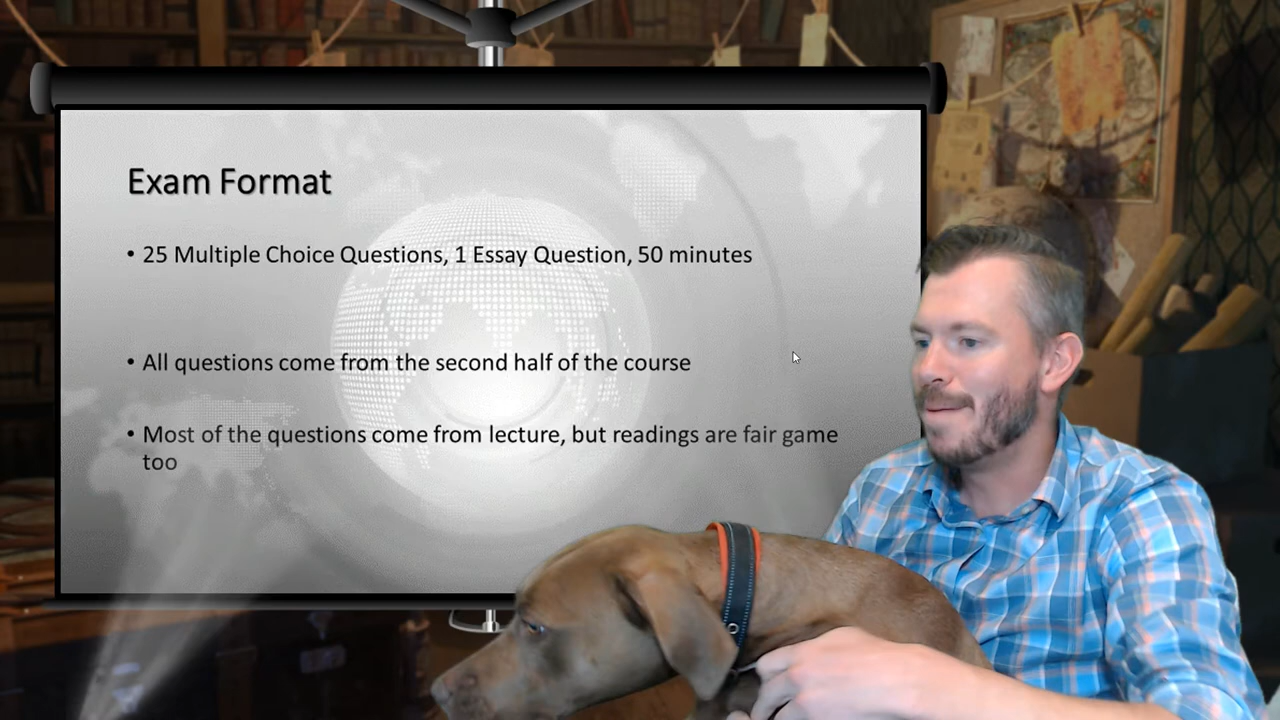 Exam Format
• 25 Multiple Choice Questions, 1 Essay Question, 50 minutes
• All questions come from the second half of the course
• Most of the questions come from lecture, but readings are fair game
too